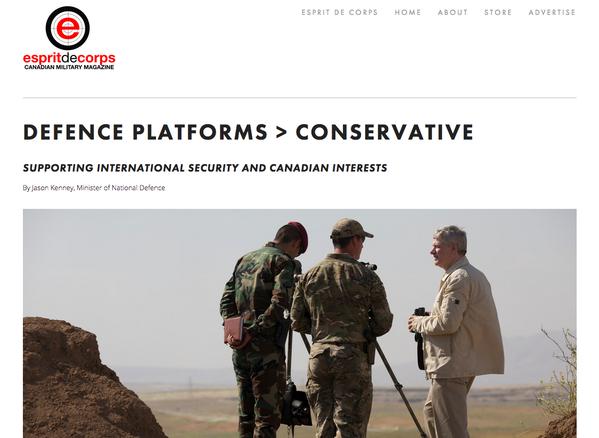 ESPRIT DE CORPS HOME ABOUT STORE ADVERTISE
e
espritdecorps
CANADIAN MILITARY MAGAZINE
DEFENCE PLATFORMS > CONSERVATIVE
SUPPORTING INTERNATIONAL SECURITY AND CANADIAN INTERESTS
By Jason Kenney, Minister of National Defence